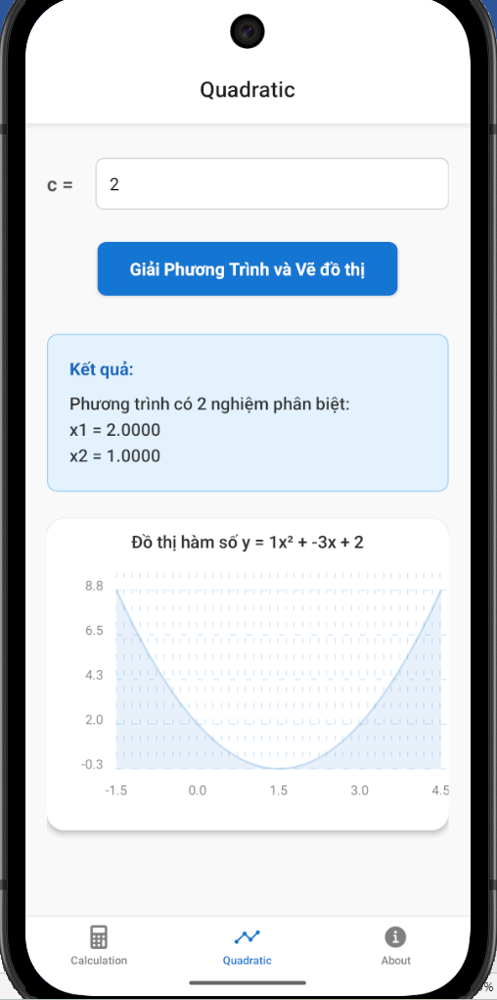 Quadratic
c =
2
Giải Phương Trình và Vẽ đồ thị
Kết quả:
Phương trình có 2 nghiệm phân biệt:
x1 = 2.0000
x2 = 1.0000
Đồ thị hàm số y = 1x² + -3x + 2
8.8
6.5
4.3
2.0
-0.3
-1.5 0.0 1.5 3.0 4.5
Calculation Quadratic About
%